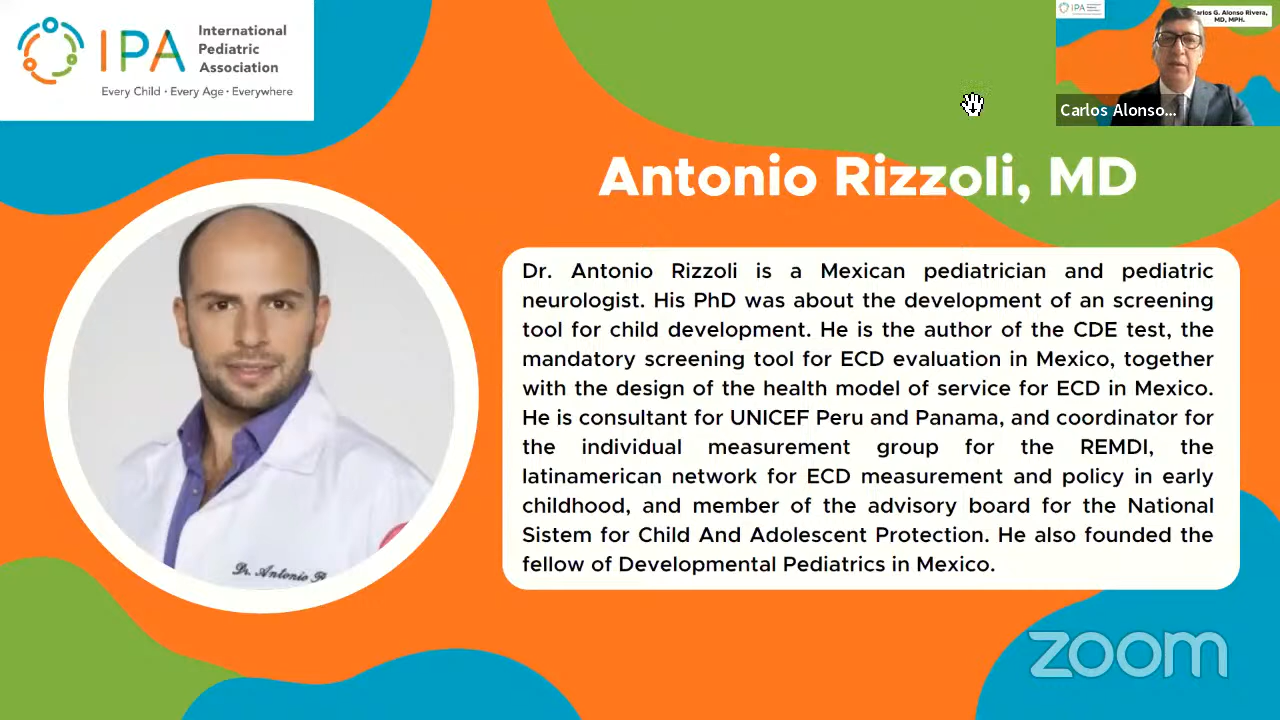 IPA
International
Pediatric
Association
Every Child · Every Age · Everywhere
IPA
Carlos G. Alonso Rivera,
MD, MPH.
Carlos Alonso...
Antonio Rizzoli, MD
Dr. Antonio Rizzoli is a Mexican pediatrician and pediatric
neurologist. His PhD was about the development of an screening
tool for child development. He is the author of the CDE test, the
mandatory screening tool for ECD evaluation in Mexico, together
with the design of the health model of service for ECD in Mexico.
He is consultant for UNICEF Peru and Panama, and coordinator for
the individual measurement group for the REMDI, the
latinamerican network for ECD measurement and policy in early
childhood, and member of the advisory board for the National
Sistem for Child And Adolescent Protection. He also founded the
fellow of Developmental Pediatrics in Mexico.
Dr. Antonio
zoom